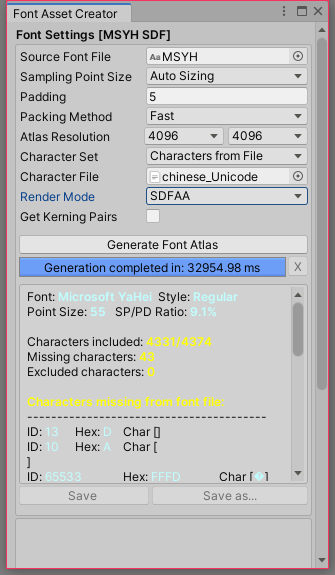 Font Asset Creator
Font Settings [MSYH SDF]
Source Font File Aa MSYH
Sampling Point Size Auto Sizing
Padding 5
Packing Method Fast
Atlas Resolution 4096 4096
Character Set Characters from File
Character File chinese_Unicode
Render Mode SDFAA
Get Kerning Pairs
Generate Font Atlas
Generation completed in: 32954.98 ms X
Font: Microsoft YaHei Style: Regular
Point Size: 55 SP/PD Ratio: 9.1%
Characters included: 4331/4374
Missing characters: 43
Excluded characters: 0
Characters missing from font file:
----------------------------------------
ID: 13 Hex: D Char []
ID: 10 Hex: A Char [
]
ID: 65533 Hex: FFFD Char [�]
Save Save as...